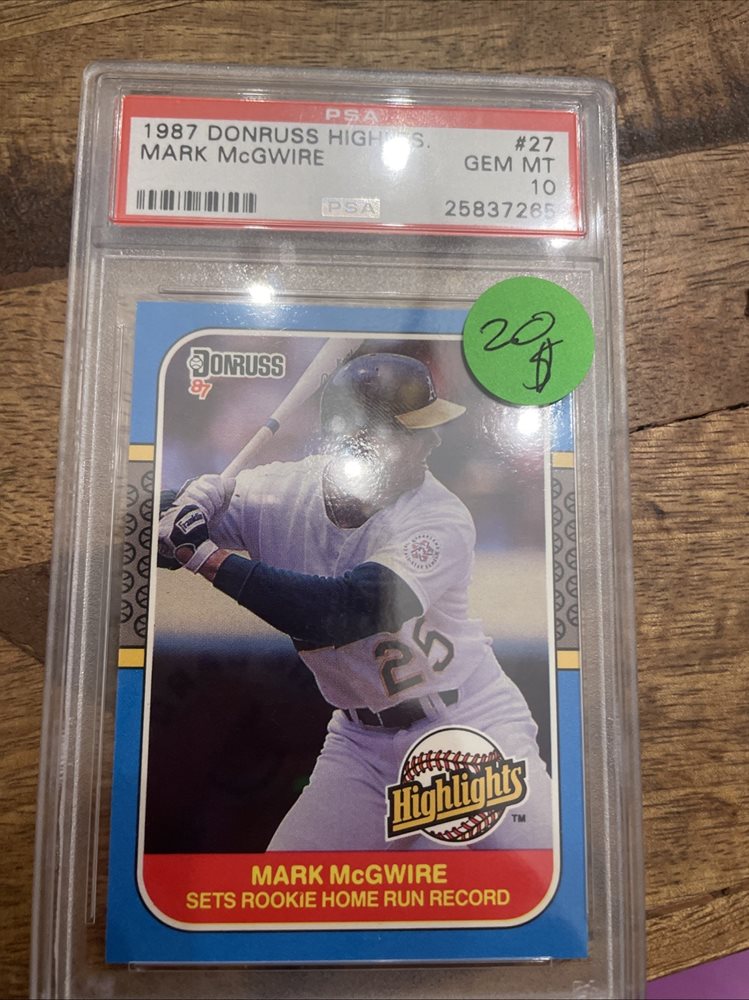 PSA
1987 DONRUSS #27
MARK McGWIRE GEM MT
10
PSA 25837265
20
$
DONRUSS
87
25
Highlights
TM
MARK McGWIRE
SETS ROOKIE HOME RUN RECORD